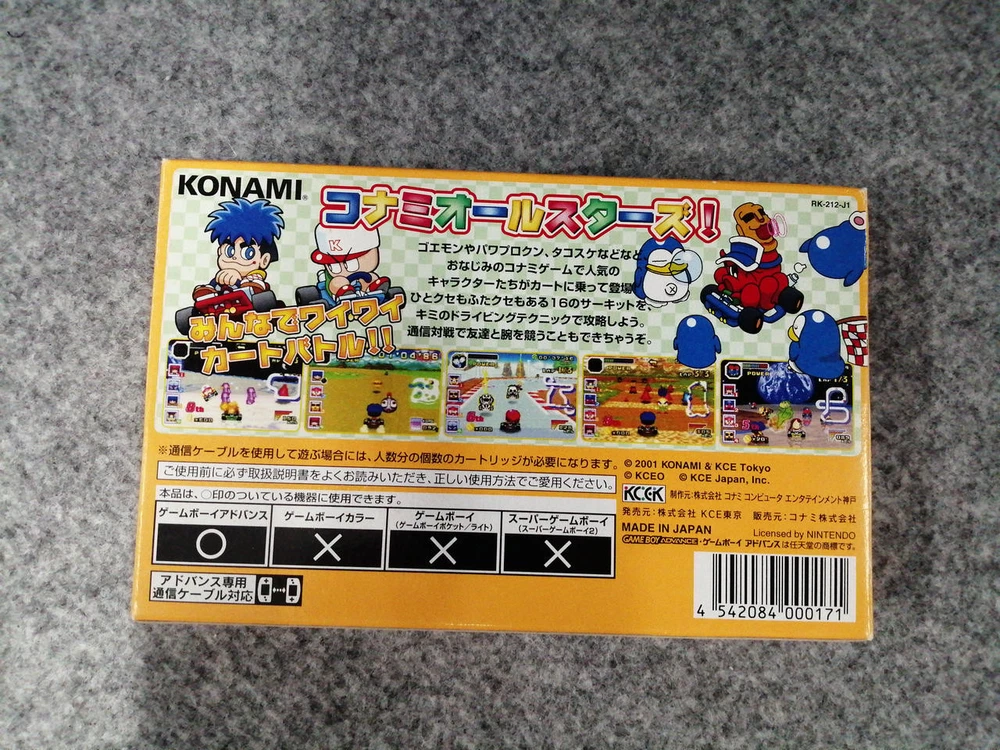 KONAMI
コナミオールスターズ!
RK-212-J1
K
みんなでワイワイ
カートバトル!!
ゴエモンやパワプロクン、タコスケなどなど
おなじみのコナミゲームで人気の
キャラクターたちがカートに乗って登場
ひとクセもふたクセもある16のサーキットを
キミのドライビングテクニックで攻略しよう。
通信対戦で友達と腕を競うこともできちゃうぞ。
※通信ケーブルを使用して遊ぶ場合には、人数分の個数のカートリッジが必要になります。
ご使用前に必ず取扱説明書をよくお読みいただき、正しい使用方法でご愛用ください。
本品は、○印のついている機器に使用できます。
ゲームボーイアドバンス
ゲームボーイカラー
ゲームボーイ
(ゲームボーイポケット/ライト)
スーパーゲームボーイ
(スーパーゲームボーイ2)
○ × × ×
アドバンス専用
通信ケーブル対応
© 2001 KONAMI & KCE Tokyo
© KCEO © KCE Japan, Inc.
KCEK 制作元:株式会社 コナミ コンピュータ エンタテインメント神戸
発売元:株式会社 KCE東京 販売元:コナミ株式会社
MADE IN JAPAN
Licensed by NINTENDO
GAME BOY ADVANCE・ゲームボーイ アドバンスは任天堂の商標です。
4 542084 000171